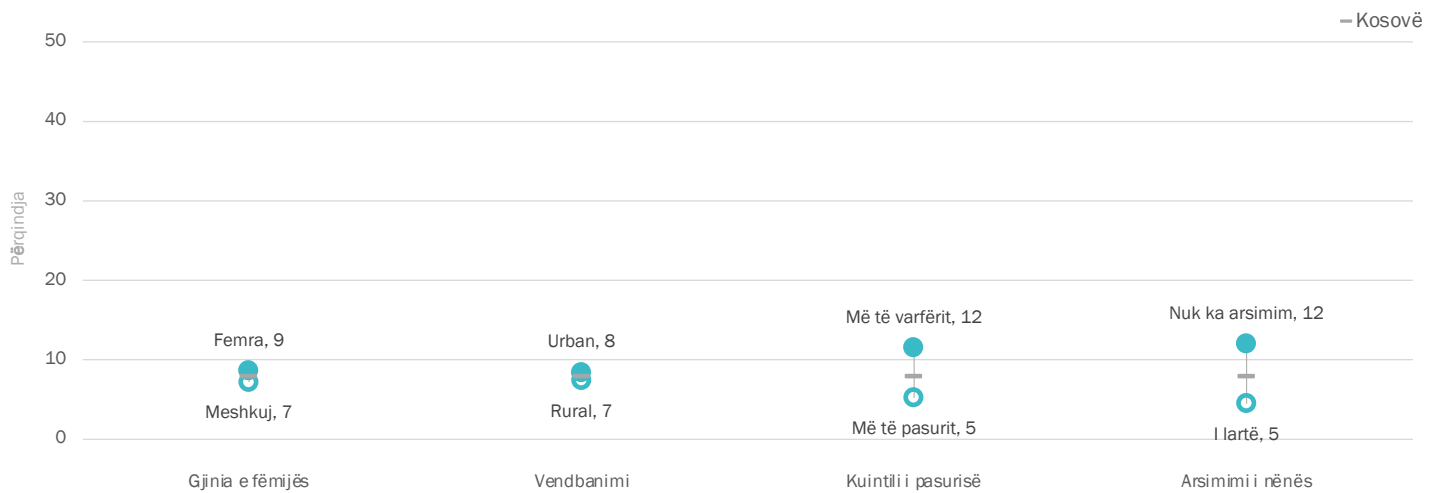 Kosovë
50
40
30
20
10
0
Përqindja
Femra, 9
Meshkuj, 7
Urban, 8
Rural, 7
Më të varfërit, 12
Më të pasurit, 5
Nuk ka arsimim, 12
I lartë, 5
Gjinia e fëmijës
Vendbanimi
Kuintili i pasurisë
Arsimimi i nënës